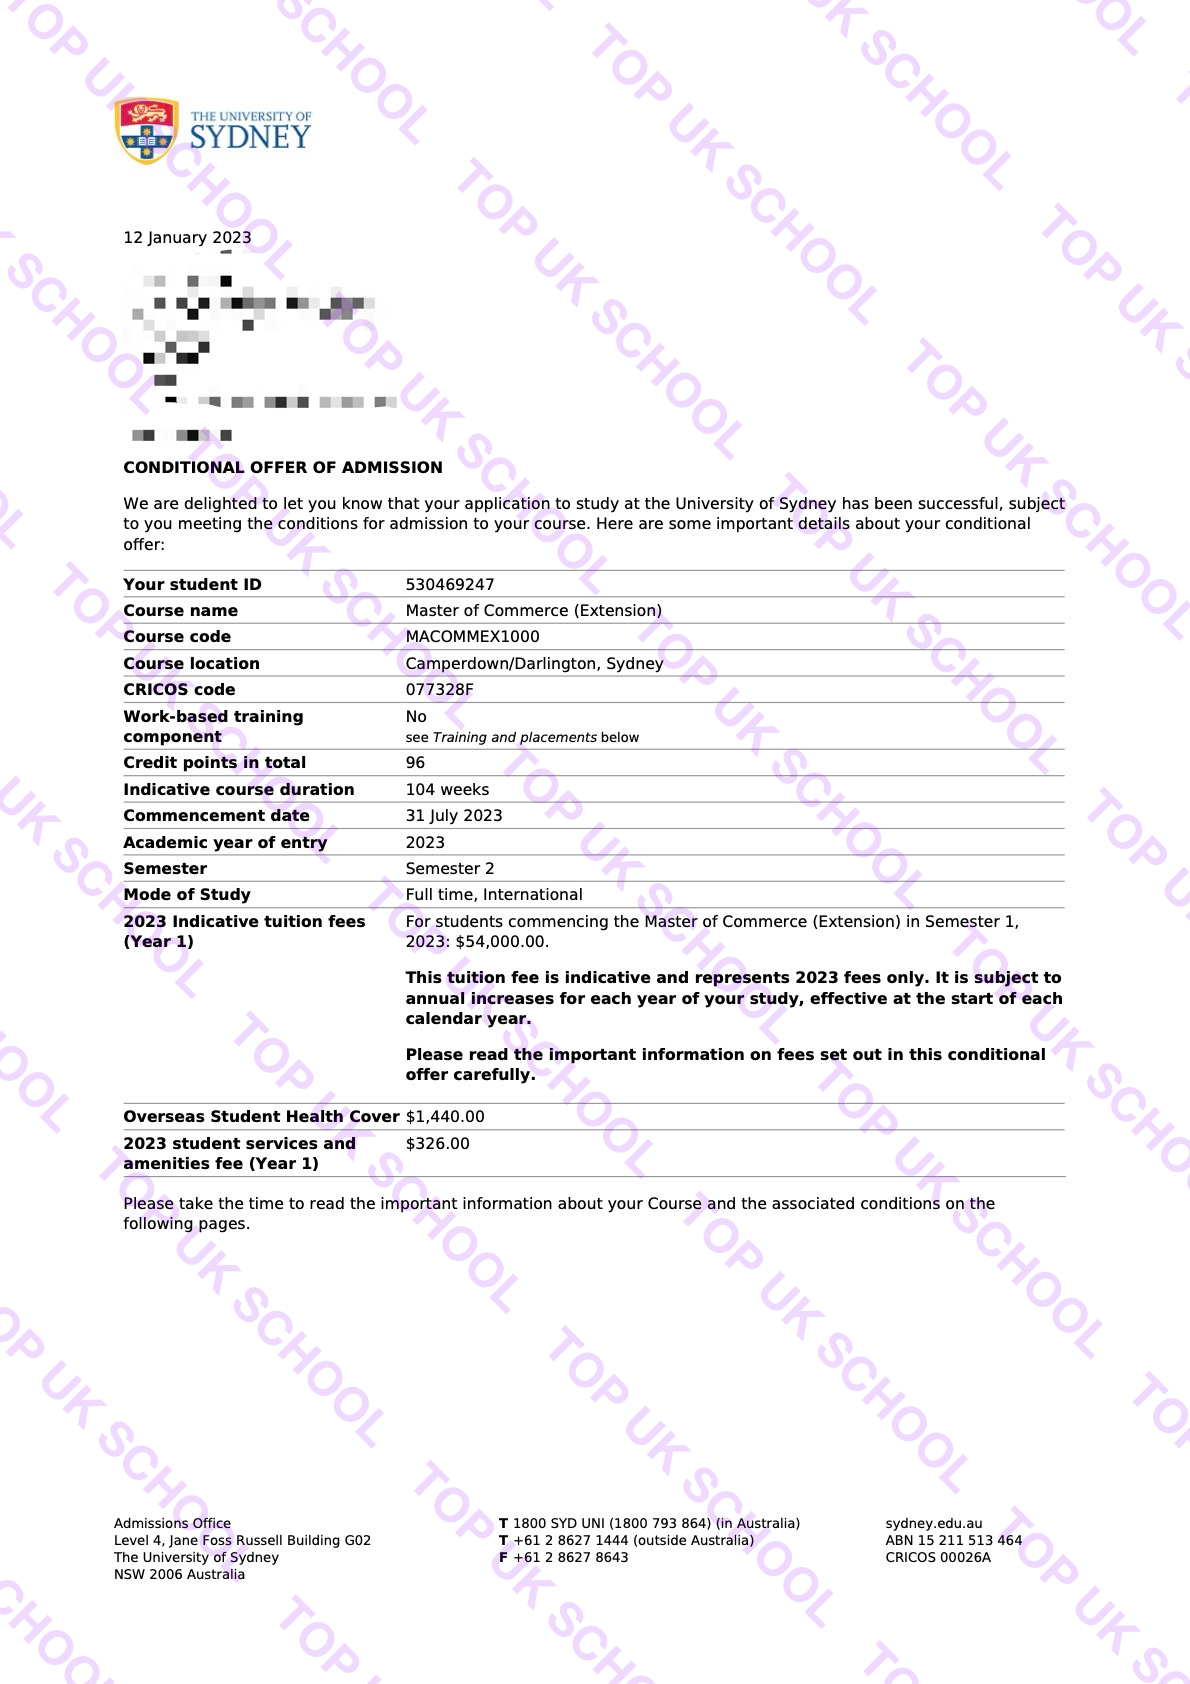 THE UNIVERSITY OF
SYDNEY
12 January 2023
CONDITIONAL OFFER OF ADMISSION
We are delighted to let you know that your application to study at the University of Sydney has been successful, subject
to you meeting the conditions for admission to your course. Here are some important details about your conditional
offer:
Your student ID 530469247
Course name Master of Commerce (Extension)
Course code MACOMMEX1000
Course location Camperdown/Darlington, Sydney
CRICOS code 077328F
Work-based training No
component see Training and placements below
Credit points in total 96
Indicative course duration 104 weeks
Commencement date 31 July 2023
Academic year of entry 2023
Semester Semester 2
Mode of Study Full time, International
2023 Indicative tuition fees For students commencing the Master of Commerce (Extension) in Semester 1,
(Year 1) 2023: $54,000.00.
This tuition fee is indicative and represents 2023 fees only. It is subject to
annual increases for each year of your study, effective at the start of each
calendar year.
Please read the important information on fees set out in this conditional
offer carefully.
Overseas Student Health Cover $1,440.00
2023 student services and $326.00
amenities fee (Year 1)
Please take the time to read the important information about your Course and the associated conditions on the
following pages.
Admissions Office T 1800 SYD UNI (1800 793 864) (in Australia) sydney.edu.au
Level 4, Jane Foss Russell Building G02 T +61 2 8627 1444 (outside Australia) ABN 15 211 513 464
The University of Sydney F +61 2 8627 8643 CRICOS 00026A
NSW 2006 Australia
TOP UK SCHOOL